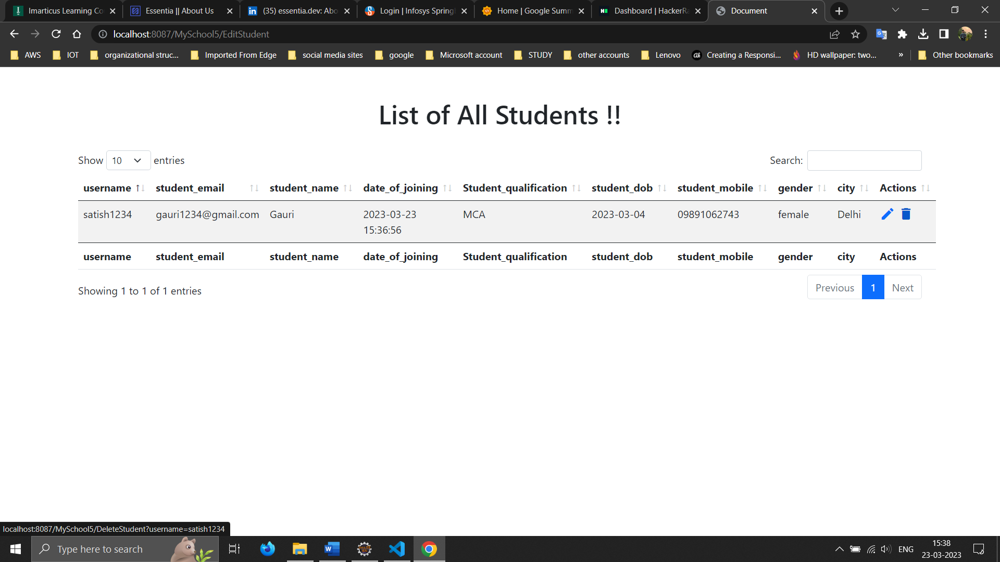 Imarticus Learning Co
Essentia || About Us
(35) essentia.dev: Abo
Login | Infosys Spring
Home | Google Summ
Dashboard | HackerRa
Document
localhost:8087/MySchool5/EditStudent
AWS
IOT
organizational struc...
Imported From Edge
social media sites
google
Microsoft account
STUDY
other accounts
Lenovo
Creating a Responsi...
HD wallpaper: two...
»
Other bookmarks
List of All Students !!
Show 10 entries
Search:
username student_email student_name date_of_joining Student_qualification student_dob student_mobile gender city Actions
satish1234 gauri1234@gmail.com Gauri 2023-03-23 MCA 2023-03-04 09891062743 female Delhi
15:36:56
username student_email student_name date_of_joining Student_qualification student_dob student_mobile gender city Actions
Showing 1 to 1 of 1 entries
Previous 1 Next
localhost:8087/MySchool5/DeleteStudent?username=satish1234
Type here to search
ENG
15:38
23-03-2023